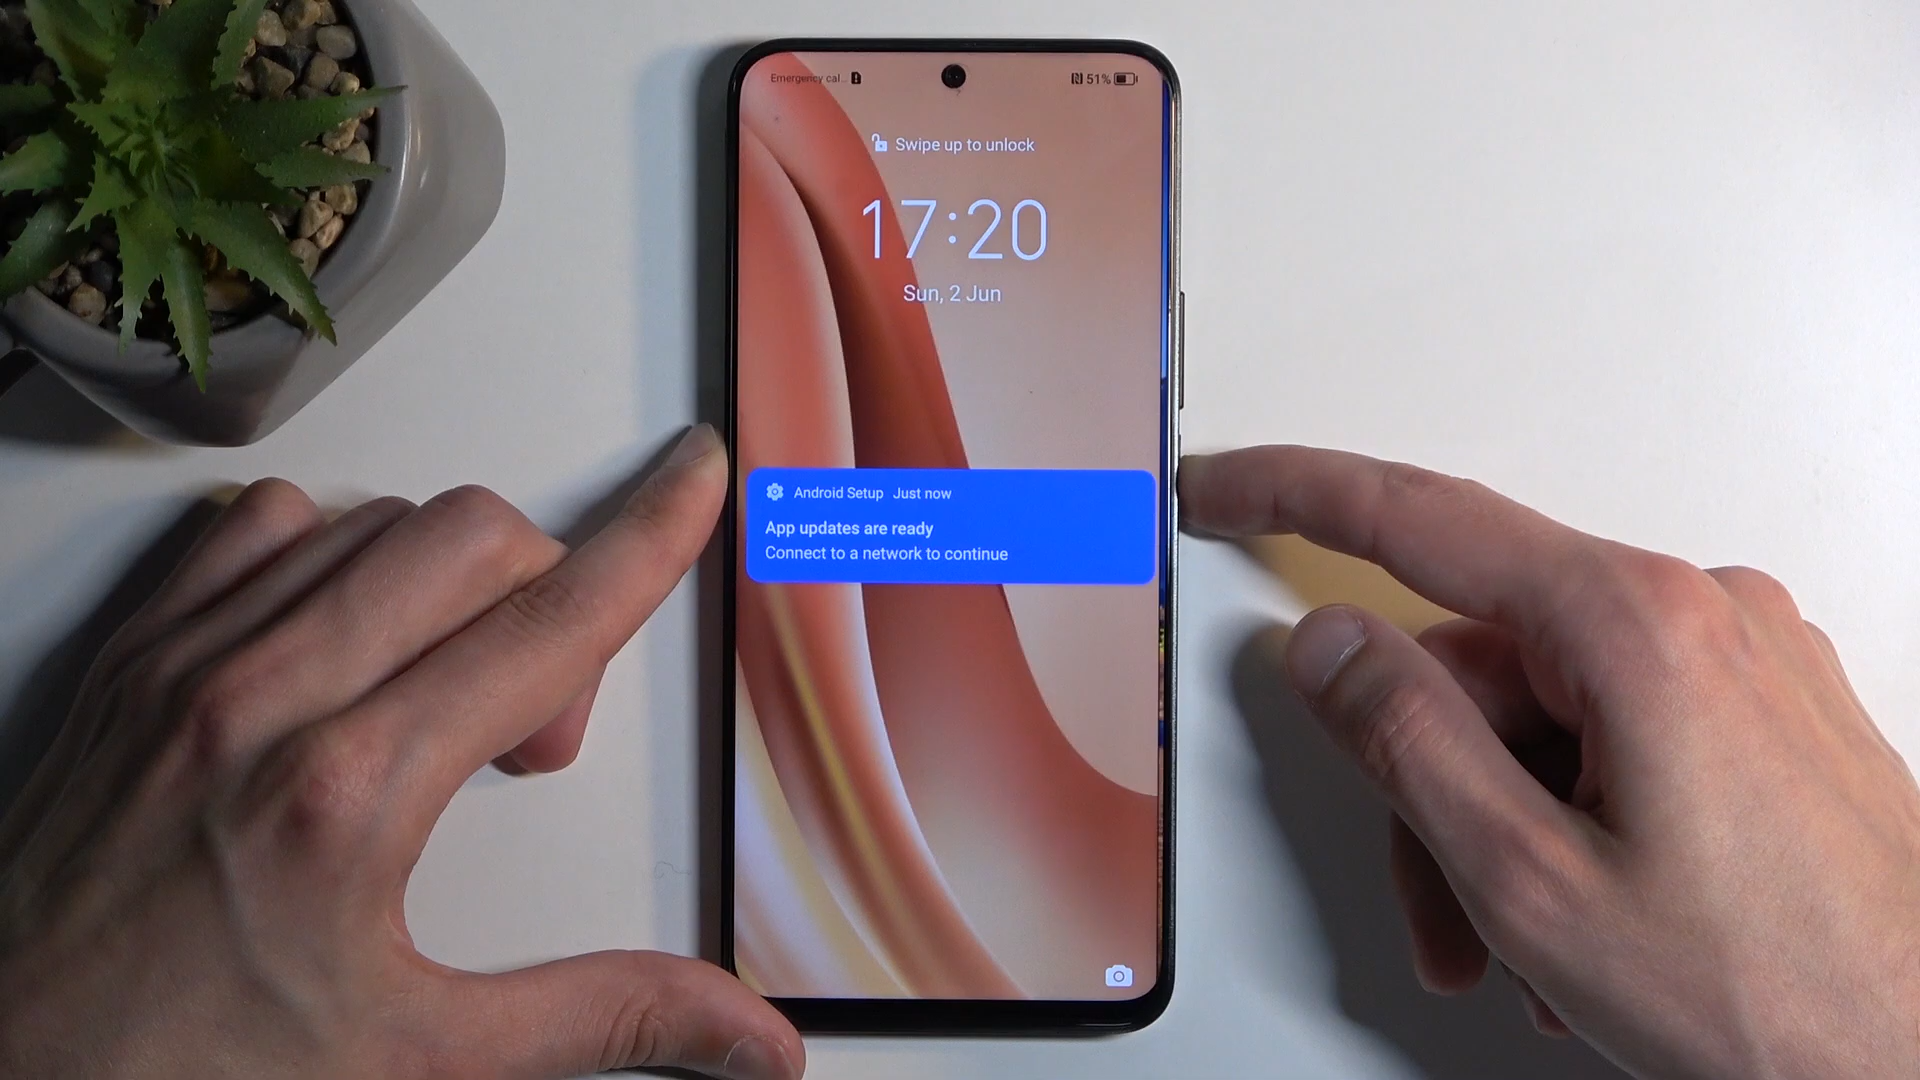 Emergency cal...
51%
Swipe up to unlock
17:20
Sun, 2 Jun
Android Setup Just now
App updates are ready
Connect to a network to continue